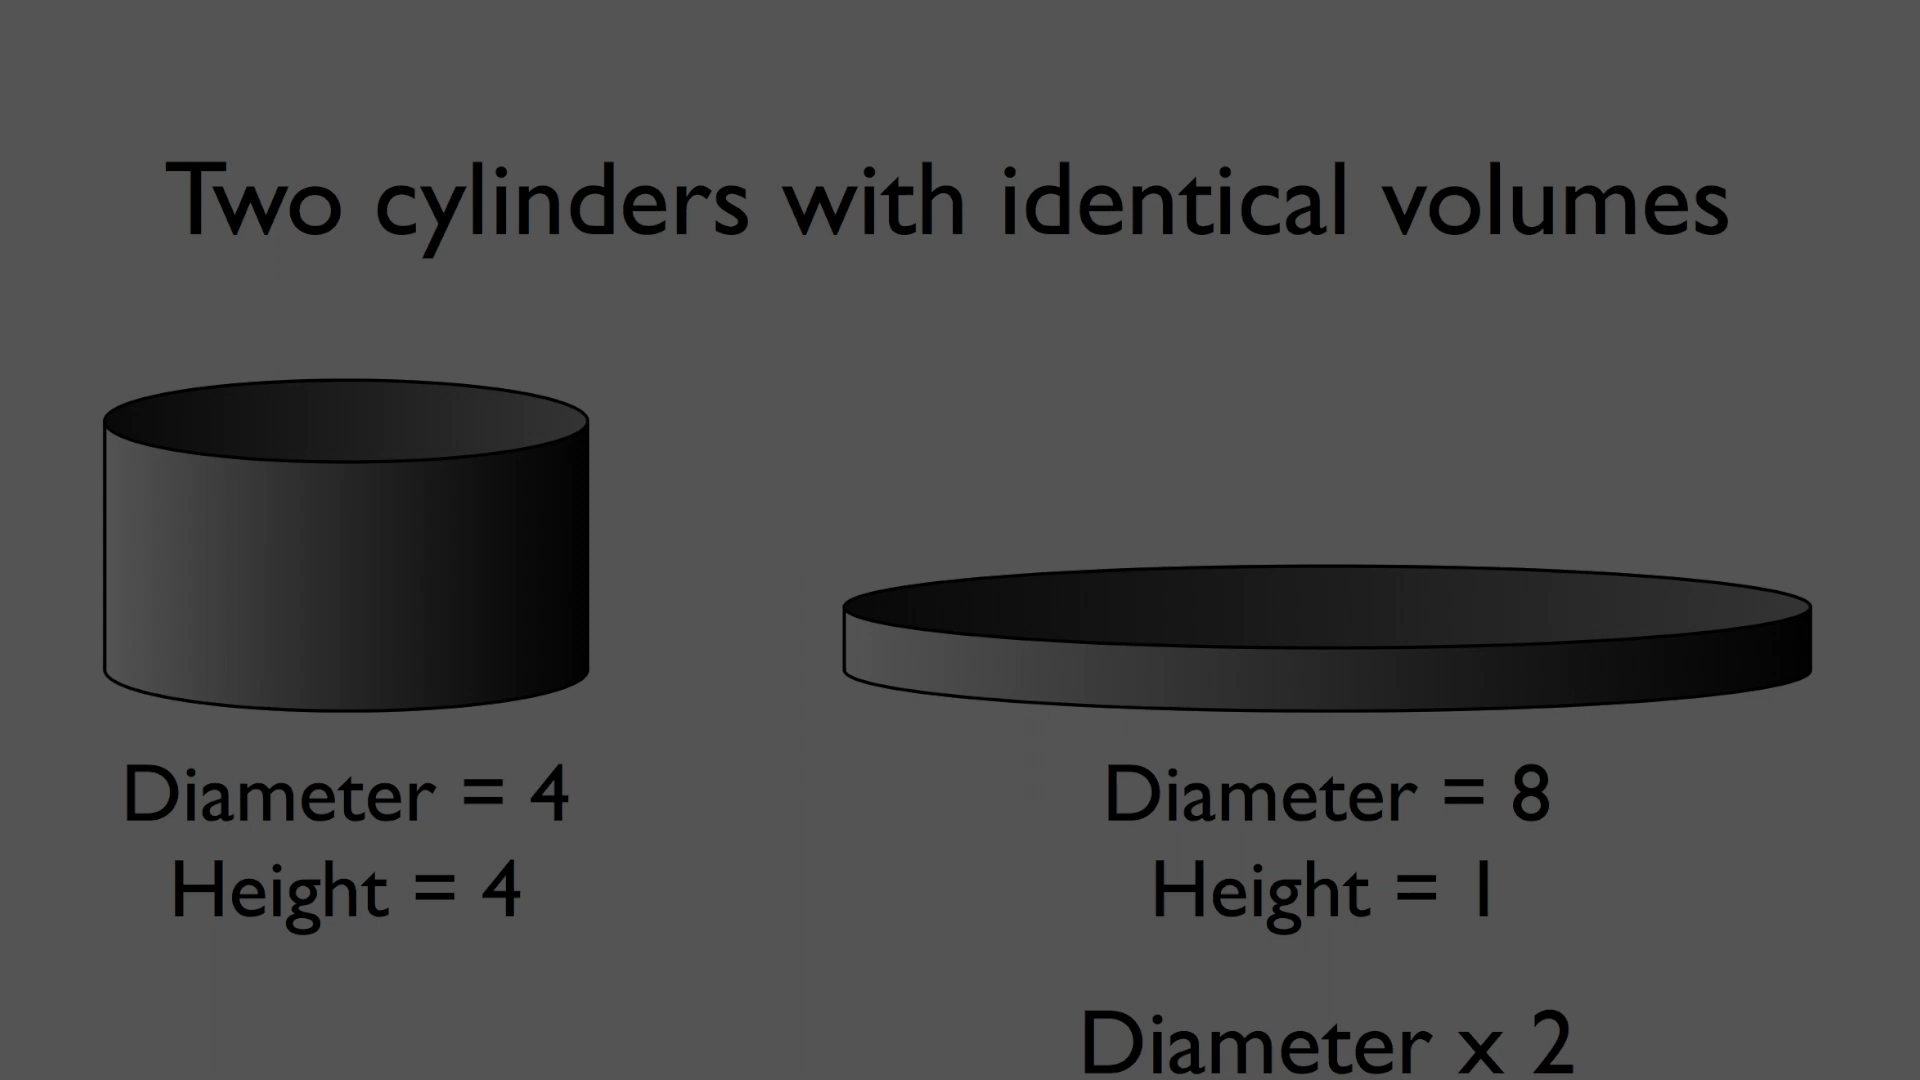 Two cylinders with identical volumes
Diameter = 4
Height = 4
Diameter = 8
Height = 1
Diameter x 2